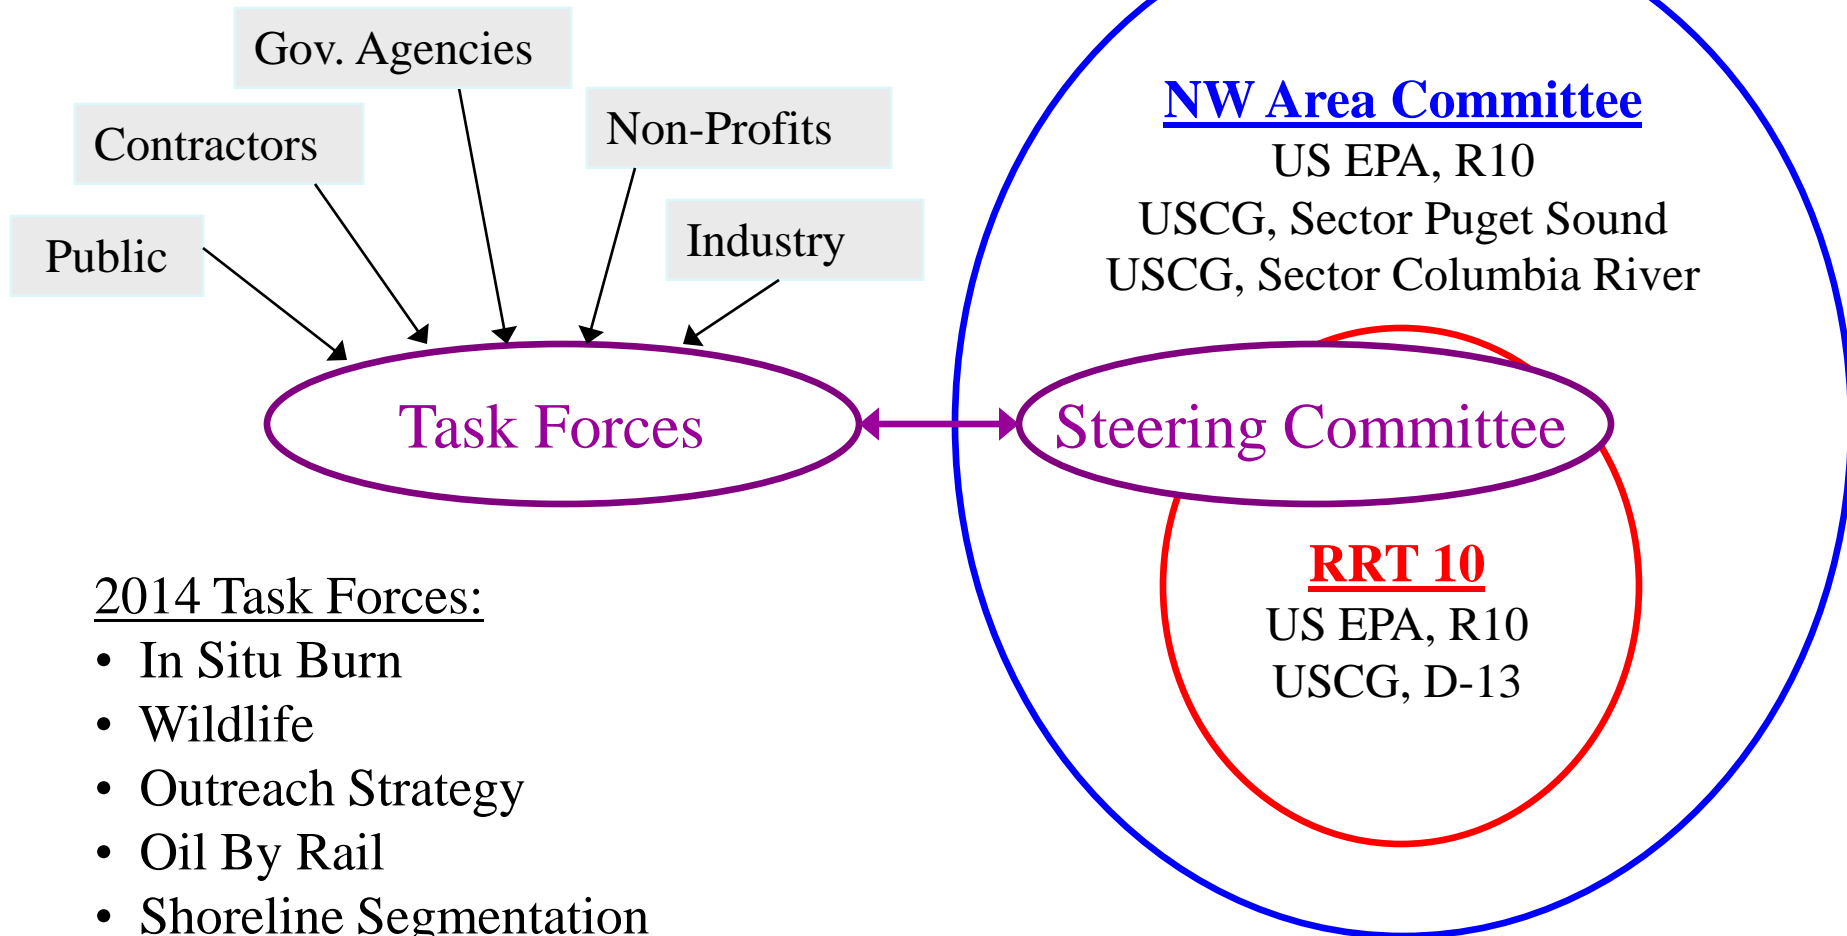 Gov. Agencies
Contractors
Non-Profits
Public
Industry
Task Forces
2014 Task Forces:
• In Situ Burn
• Wildlife
• Outreach Strategy
• Oil By Rail
• Shoreline Segmentation
NW Area Committee
US EPA, R10
USCG, Sector Puget Sound
USCG, Sector Columbia River
Steering Committee
RRT 10
US EPA, R10
USCG, D-13